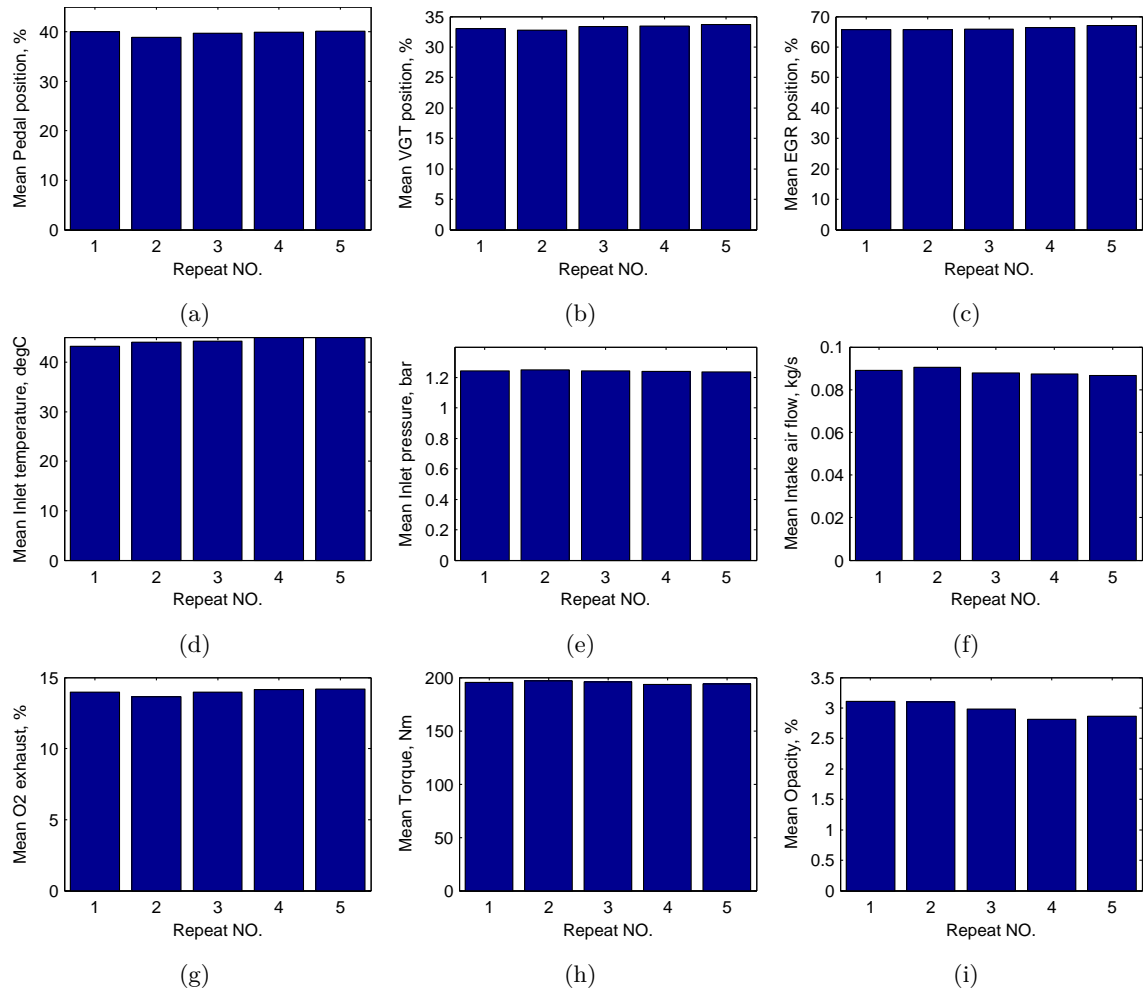 Mean Pedal position, %
40
30
20
10
0
1 2 3 4 5
Repeat NO.
(a)
Mean VGT position, %
35
30
25
20
15
10
5
0
1 2 3 4 5
Repeat NO.
(b)
Mean EGR position, %
70
60
50
40
30
20
10
0
1 2 3 4 5
Repeat NO.
(c)
Mean Inlet temperature, degC
40
30
20
10
0
1 2 3 4 5
Repeat NO.
(d)
Mean Inlet pressure, bar
1.2
1
0.8
0.6
0.4
0.2
0
1 2 3 4 5
Repeat NO.
(e)
Mean Intake air flow, kg/s
0.1
0.08
0.06
0.04
0.02
0
1 2 3 4 5
Repeat NO.
(f)
Mean O2 exhaust, %
15
10
5
0
1 2 3 4 5
Repeat NO.
(g)
Mean Torque, Nm
200
150
100
50
0
1 2 3 4 5
Repeat NO.
(h)
Mean Opacity, %
3.5
3
2.5
2
1.5
1
0.5
0
1 2 3 4 5
Repeat NO.
(i)